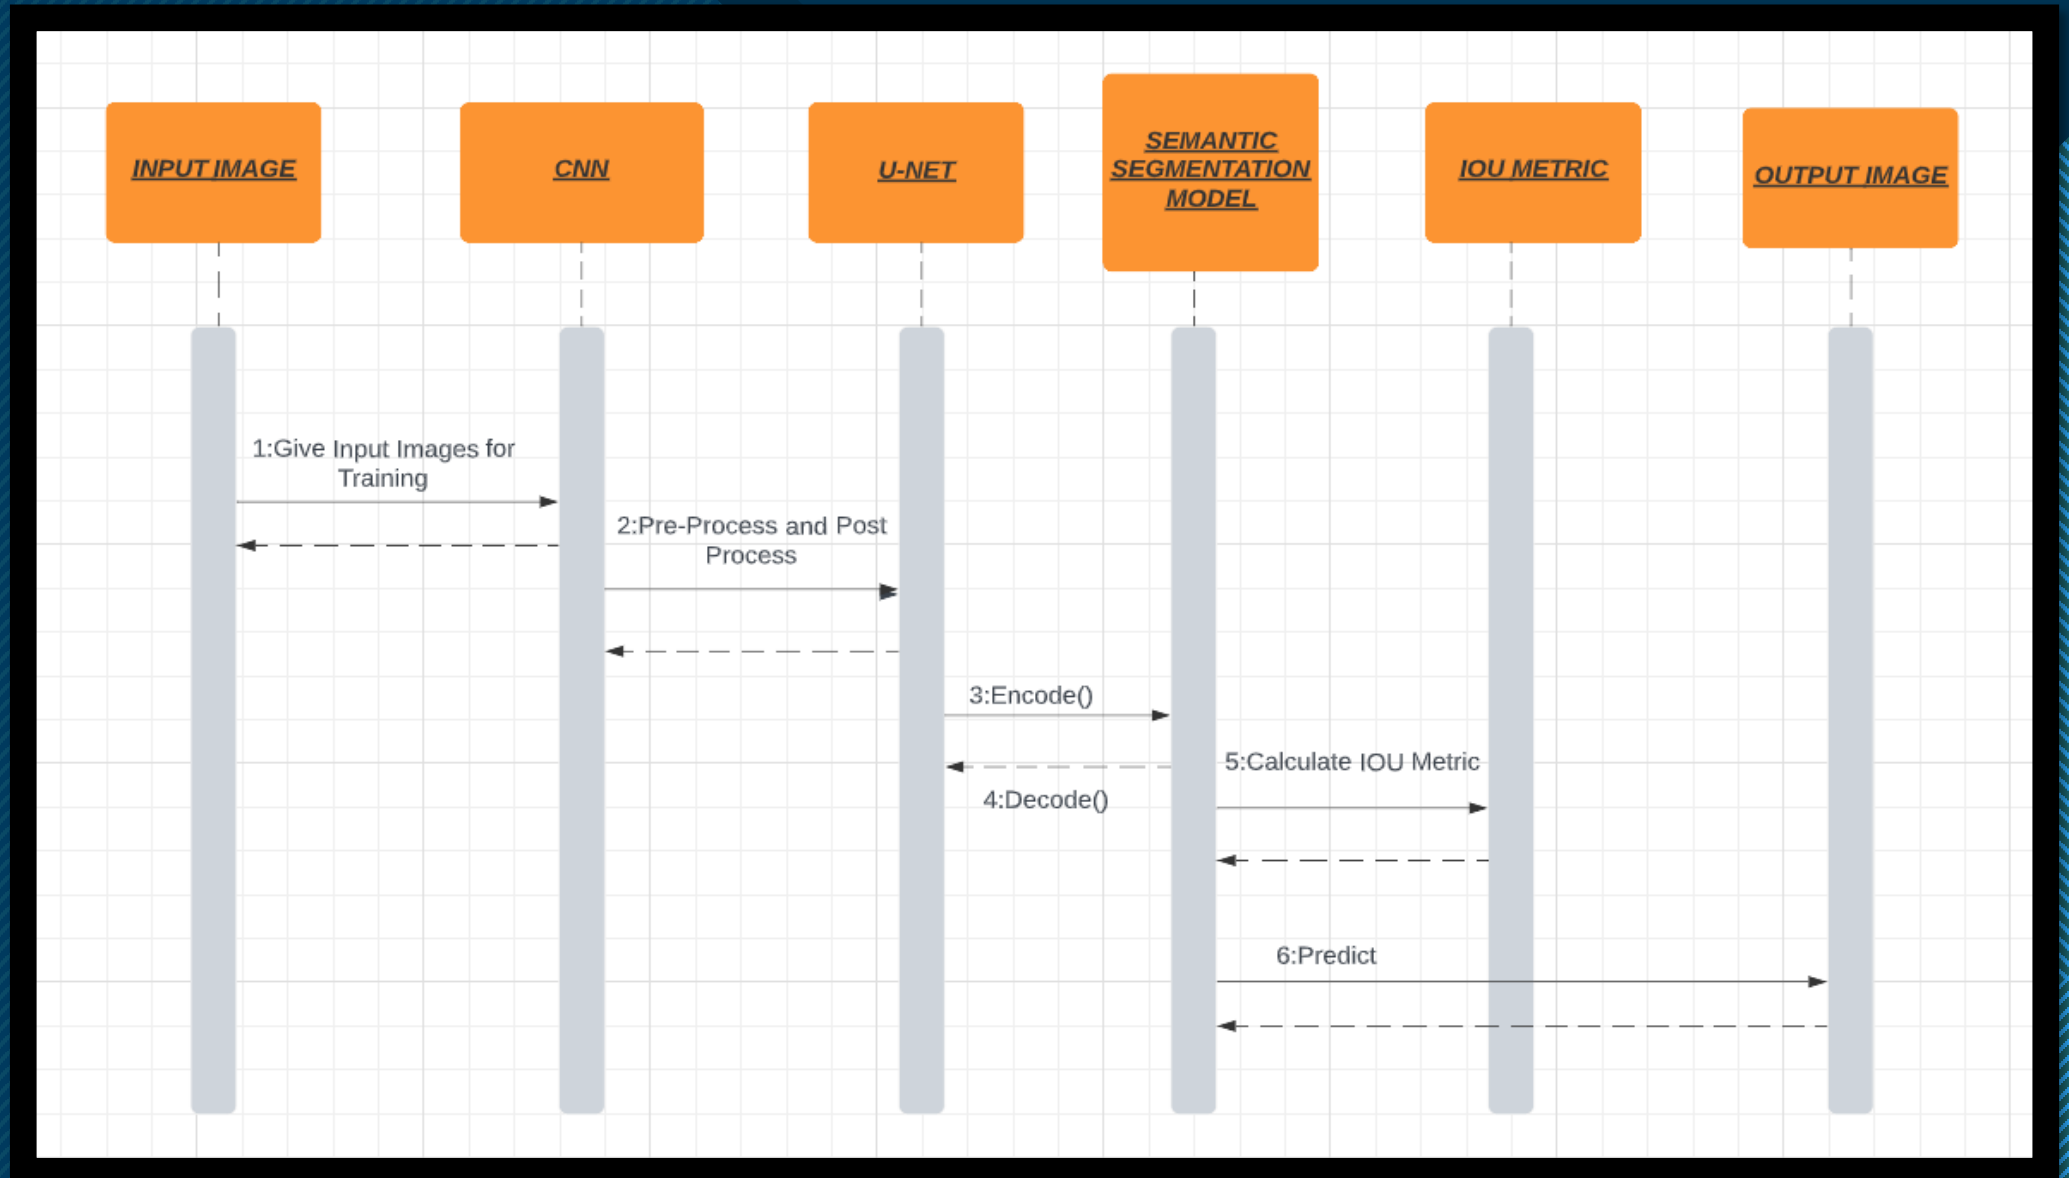 INPUT IMAGE
CNN
U-NET
SEMANTIC
SEGMENTATION
MODEL
IOU METRIC
OUTPUT IMAGE
1:Give Input Images for
Training
2:Pre-Process and Post
Process
3:Encode()
4:Decode()
5:Calculate IOU Metric
6:Predict